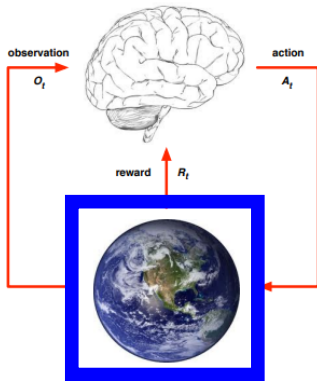 observation
action
Oₜ
Aₜ
reward
Rₜ